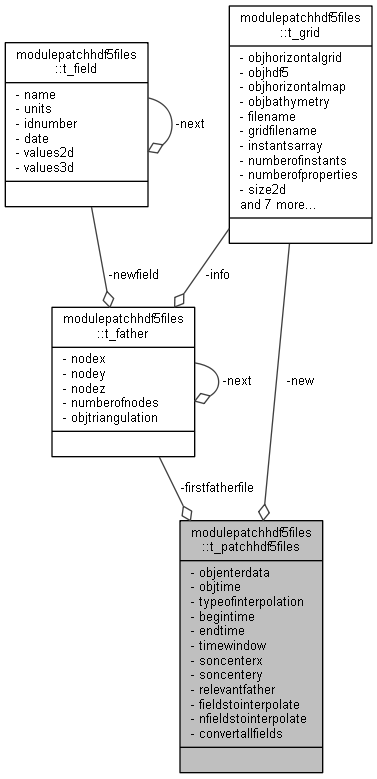 modulepatchhdf5files
::t_field
- name
- units
- idnumber
- date
- values2d
- values3d
-next
modulepatchhdf5files
::t_grid
- objhorizontalgrid
- objhdf5
- objhorizontalmap
- objbathymetry
- filename
- gridfilename
- instantsarray
- numberofinstants
- numberofproperties
- size2d
and 7 more...
-newfield
-info
modulepatchhdf5files
::t_father
- nodex
- nodey
- nodez
- numberofnodes
- objtriangulation
-next
-new
-firstfatherfile
modulepatchhdf5files
::t_patchhdf5files
- objenterdata
- objtime
- typeofinterpolation
- begintime
- endtime
- timewindow
- soncenterx
- soncentery
- relevantfather
- fieldstointerpolate
- nfieldstointerpolate
- convertallfields